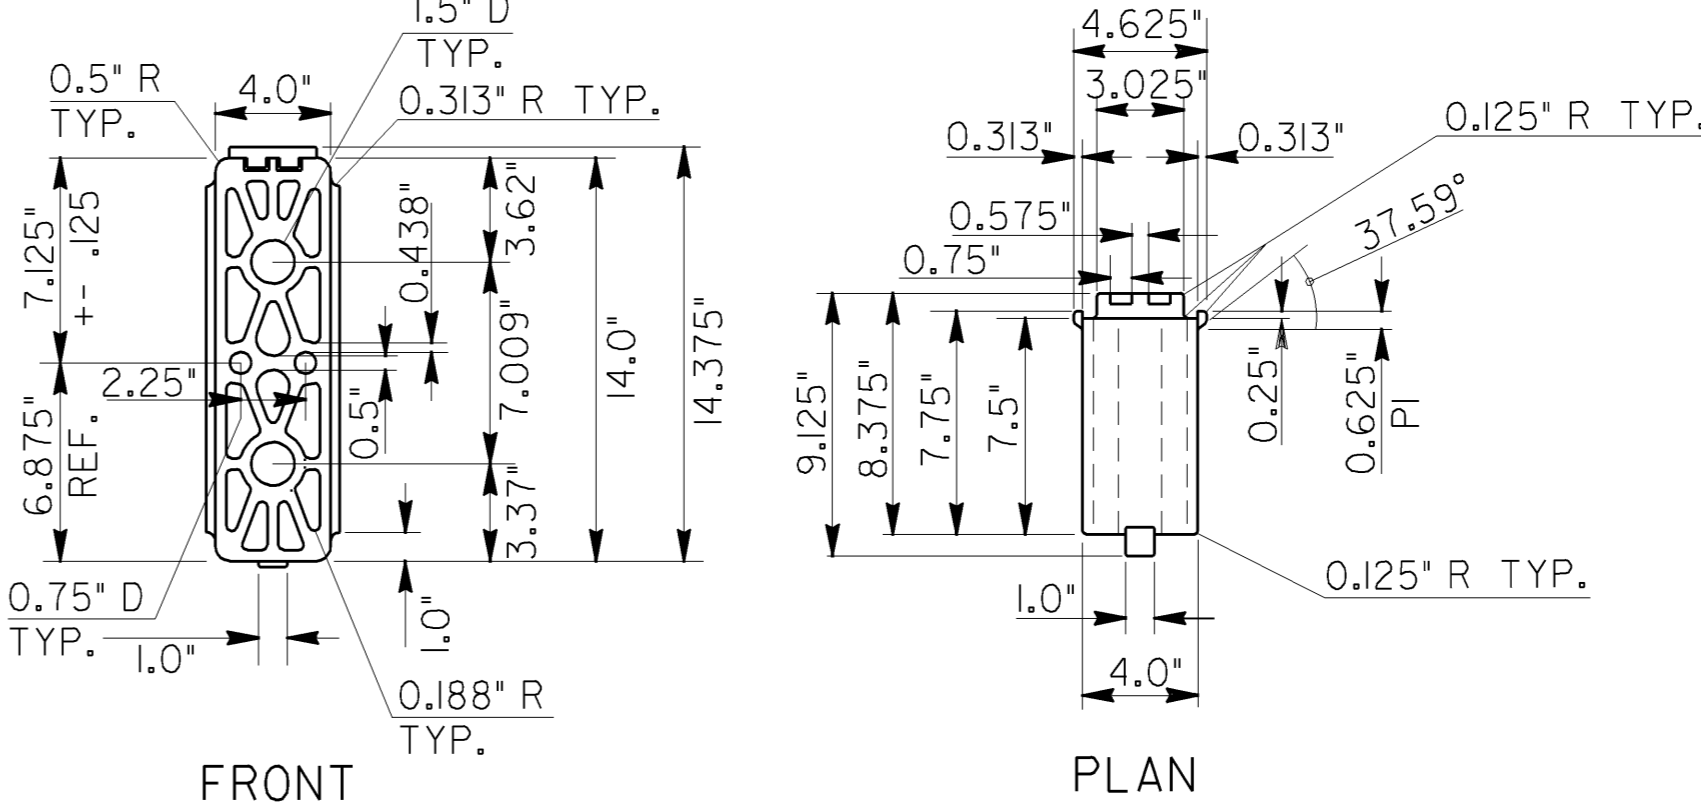 1.5" D
TYP.
0.5" R
TYP.
4.0"
0.313" R TYP.
7.125"
+- .125
3.62"
0.438"
7.009"
14.0"
14.375"
2.25"
0.5"
6.875"
REF.
3.37"
0.75" D
TYP.
1.0"
1.0"
0.188" R
TYP.
FRONT
4.625"
3.025"
0.313"
0.313"
0.125" R TYP.
37.59°
0.575"
0.75"
9.125"
8.375"
7.75"
7.5"
0.25"
0.625"
PI
0.125" R TYP.
1.0"
4.0"
PLAN